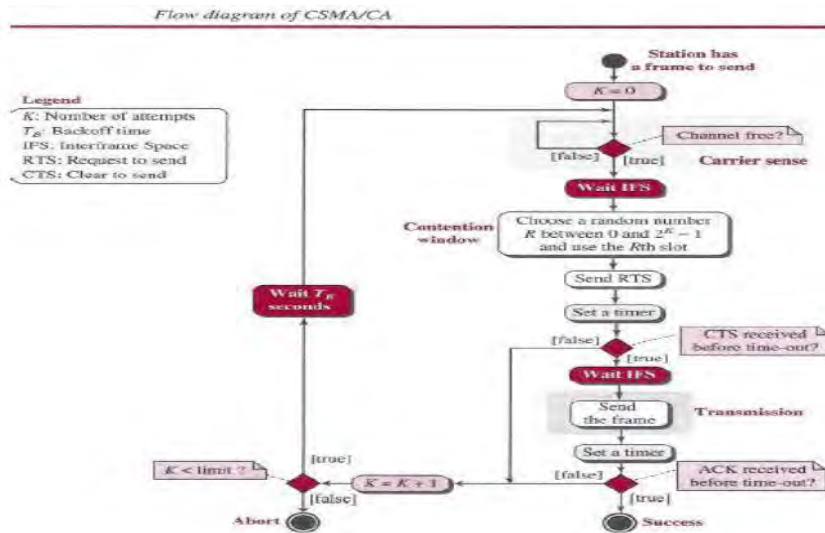 Flow diagram of CSMA/CA
Station has
a frame to send
Legend
K: Number of attempts
T_B: Backoff time
IFS: Interframe Space
RTS: Request to send
CTS: Clear to send
K = 0
Channel free?
[false]
[true]
Carrier sense
Wait IFS
Contention
window
Choose a random number
R between 0 and 2^K − 1
and use the Rth slot
Send RTS
Wait T_B
seconds
Set a timer
CTS received
before time-out?
[false]
[true]
Wait IFS
Send
the frame
Transmission
Set a timer
K < limit ?
[true]
[false]
K = K + 1
[false]
[true]
ACK received
before time-out?
Abort
Success